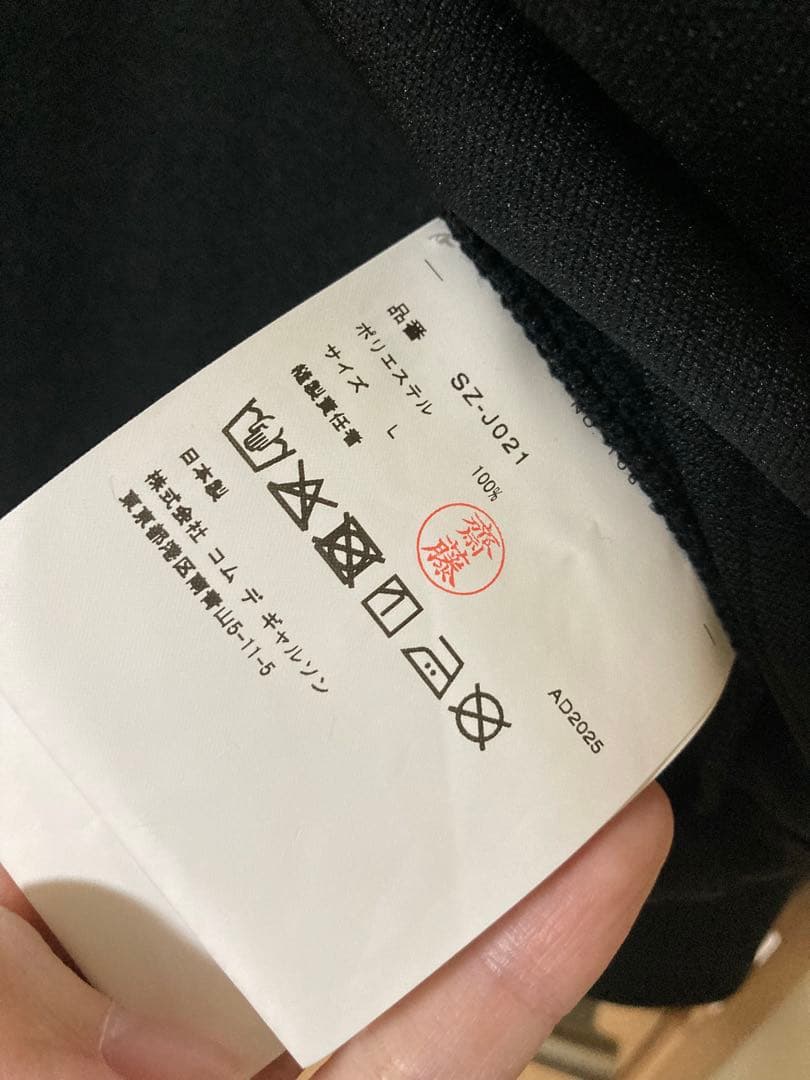 品番 SZ-J021
ポリエステル 100%
サイズ L
縫製責任者 齋藤
日本製
株式会社 コム デ ギャルソン
東京都港区南青山5-11-5
AD2025